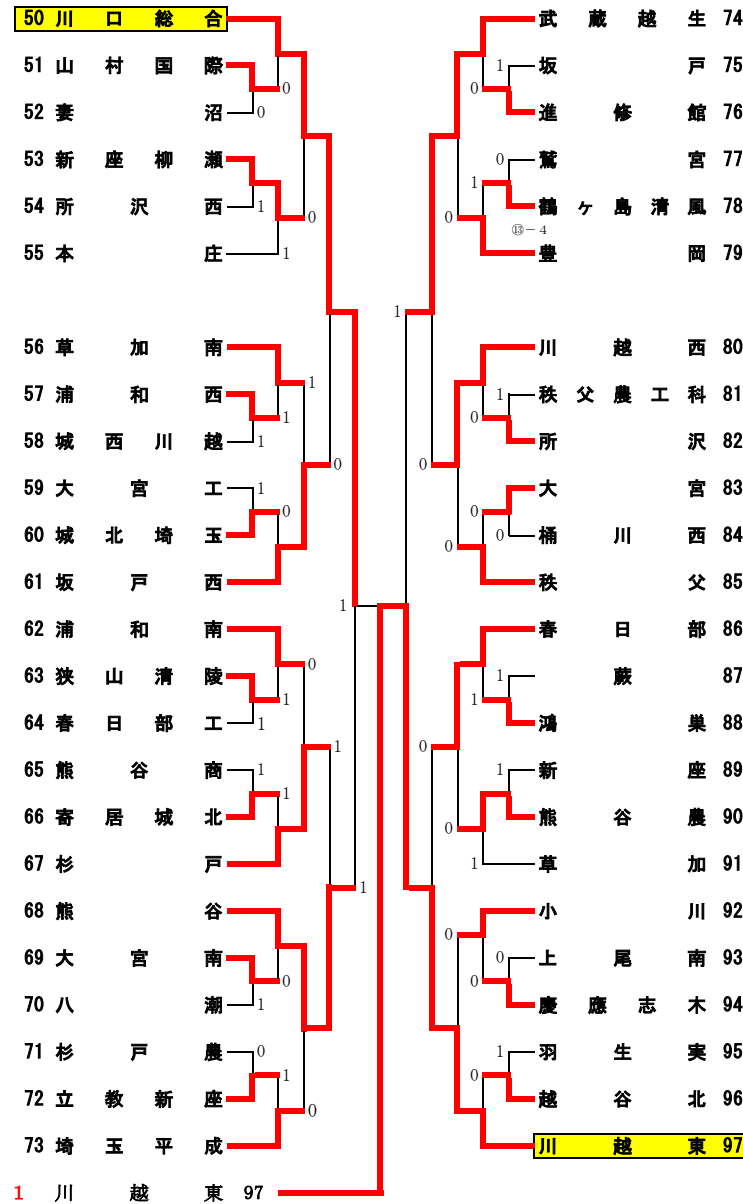 50 川口総合
0
51 山村国際
52 妻沼 0
53 新座柳瀬
54 所沢西 1
0
55 本庄 1
56 草加南
1
57 浦和西
1
58 城西川越 1
0
59 大宮工 1
0
60 城北埼玉
61 坂戸西
1
62 浦和南
0
63 狭山清陵
1
64 春日部工 1
1
65 熊谷商 1
1
66 寄居城北
67 杉戸
1
68 熊谷
69 大宮南
0
70 八潮 1
71 杉戸農 0
1
72 立教新座
0
73 埼玉平成
1 川越東 97
武蔵越生 74
1 坂戸 75
0
進修館 76
0 鷲宮 77
1
鶴ヶ島清風 78
0
⑬-4
豊岡 79
1
川越西 80
1 秩父農工科 81
0
所沢 82
0
大宮 83
0
0 桶川西 84
0
秩父 85
春日部 86
1 蕨 87
1
鴻巣 88
0
1 新座 89
熊谷農 90
0
1 草加 91
小川 92
0
0 上尾南 93
0
慶應志木 94
1 羽生実 95
0
越谷北 96
川越東 97